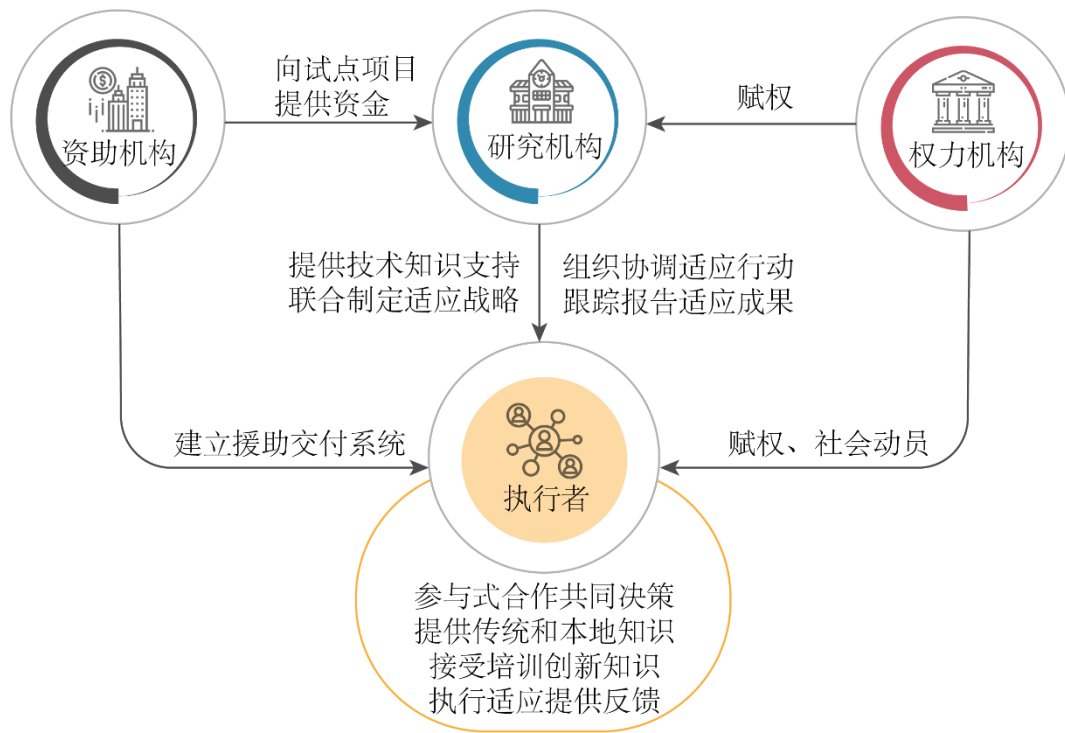 向试点项目
提供资金
赋权
资助机构
研究机构
权力机构
提供技术知识支持
联合制定适应战略
组织协调适应行动
跟踪报告适应成果
建立援助交付系统
赋权、社会动员
执行者
参与式合作共同决策
提供传统和本地知识
接受培训创新知识
执行适应提供反馈